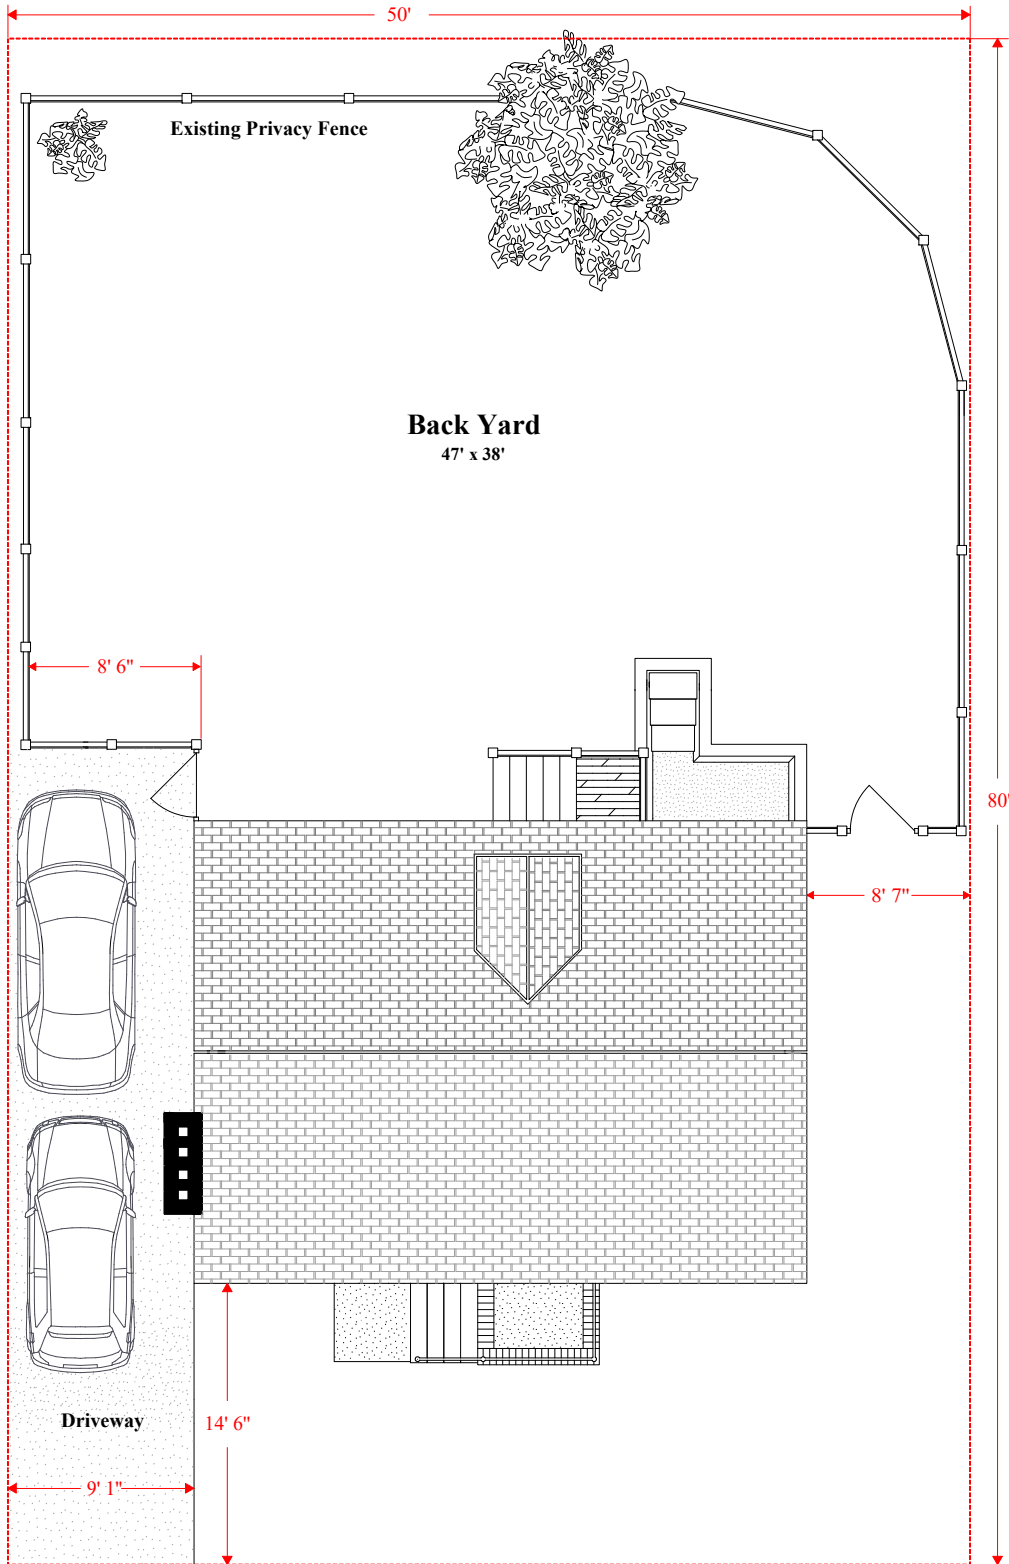 50'
Existing Privacy Fence
Back Yard
47' x 38'
8' 6"
80'
8' 7"
14' 6"
Driveway
9' 1"